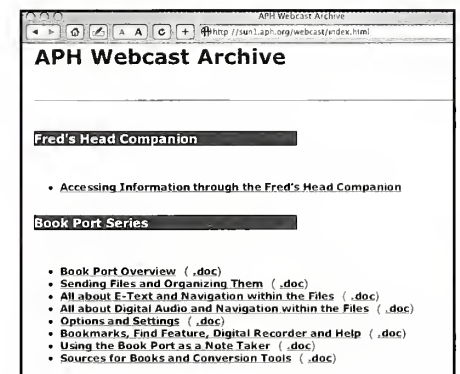 APH Webcast Archive
A A C + http://sun1.aph.org/webcast/index.html
APH Webcast Archive
Fred's Head Companion
• Accessing Information through the Fred's Head Companion
Book Port Series
• Book Port Overview ( .doc)
• Sending Files and Organizing Them ( .doc)
• All about E-Text and Navigation within the Files ( .doc)
• All about Digital Audio and Navigation within the Files ( .doc)
• Options and Settings ( .doc)
• Bookmarks, Find Feature, Digital Recorder and Help ( .doc)
• Using the Book Port as a Note Taker ( .doc)
• Sources for Books and Conversion Tools ( .doc)